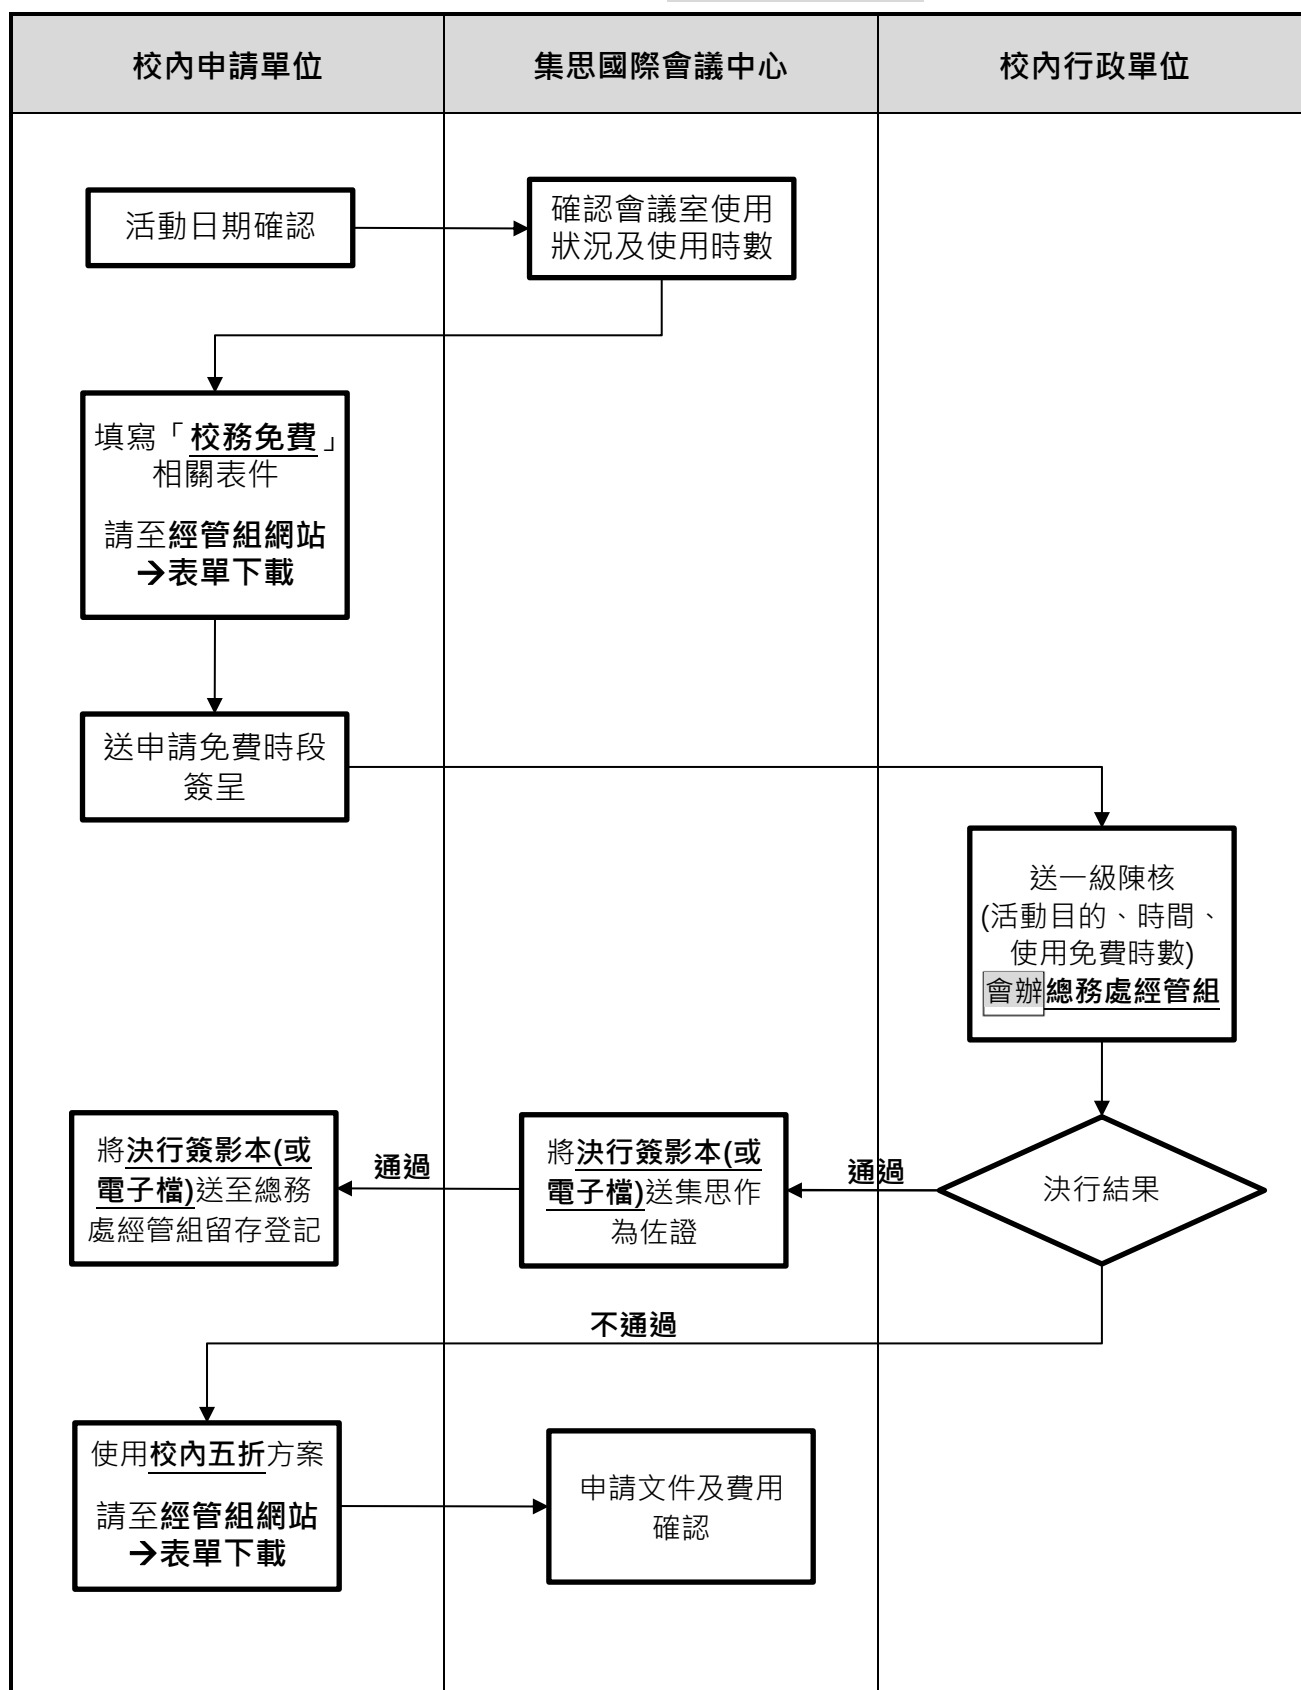 校內申請單位
集思國際會議中心
校內行政單位
活動日期確認
確認會議室使用
狀況及使用時數
填寫「校務免費」
相關表件
請至經管組網站
→表單下載
送申請免費時段
簽呈
送一級陳核
(活動目的、時間、
使用免費時數)
會辦總務處經管組
決行結果
通過
將決行簽影本(或
電子檔)送集思作
為佐證
通過
將決行簽影本(或
電子檔)送至總務
處經管組留存登記
不通過
使用校內五折方案
請至經管組網站
→表單下載
申請文件及費用
確認